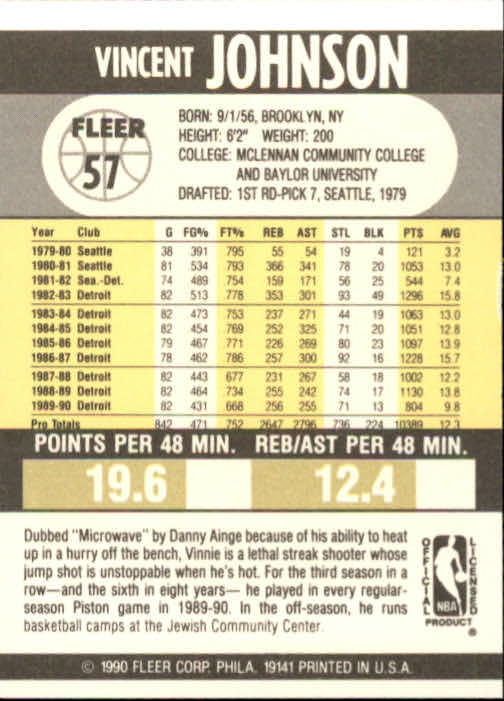 VINCENT JOHNSON
FLEER
57
BORN: 9/1/56, BROOKLYN, NY
HEIGHT: 6'2" WEIGHT: 200
COLLEGE: MCLENNAN COMMUNITY COLLEGE
AND BAYLOR UNIVERSITY
DRAFTED: 1ST RD-PICK 7, SEATTLE, 1979
Year Club G FG% FT% REB AST STL BLK PTS AVG
1979-80 Seattle 38 .391 .795 55 54 19 4 121 3.2
1980-81 Seattle 81 .534 .793 366 341 78 20 1053 13.0
1981-82 Sea.-Det. 74 .489 .754 159 171 56 25 544 7.4
1982-83 Detroit 82 .513 .778 353 301 93 49 1296 15.8
1983-84 Detroit 82 .473 .753 237 271 44 19 1063 13.0
1984-85 Detroit 82 .454 .769 252 325 71 20 1051 12.8
1985-86 Detroit 79 .467 .771 226 269 80 23 1097 13.9
1986-87 Detroit 78 .462 .786 257 300 92 16 1228 15.7
1987-88 Detroit 82 .443 .677 231 267 58 18 1002 12.2
1988-89 Detroit 82 .464 .734 255 242 74 17 1130 13.8
1989-90 Detroit 82 .431 .668 256 255 71 13 804 9.8
Pro Totals 842 .471 .752 2647 2796 736 224 10389 12.3
POINTS PER 48 MIN. REB/AST PER 48 MIN.
19.6 12.4
Dubbed "Microwave" by Danny Ainge because of his ability to heat
up in a hurry off the bench, Vinnie is a lethal streak shooter whose
jump shot is unstoppable when he's hot. For the third season in a
row—and the sixth in eight years— he played in every regular-
season Piston game in 1989-90. In the off-season, he runs
basketball camps at the Jewish Community Center.
OFFICIAL
LICENSED
NBA
PRODUCT ®
© 1990 FLEER CORP. PHILA. 19141 PRINTED IN U.S.A.